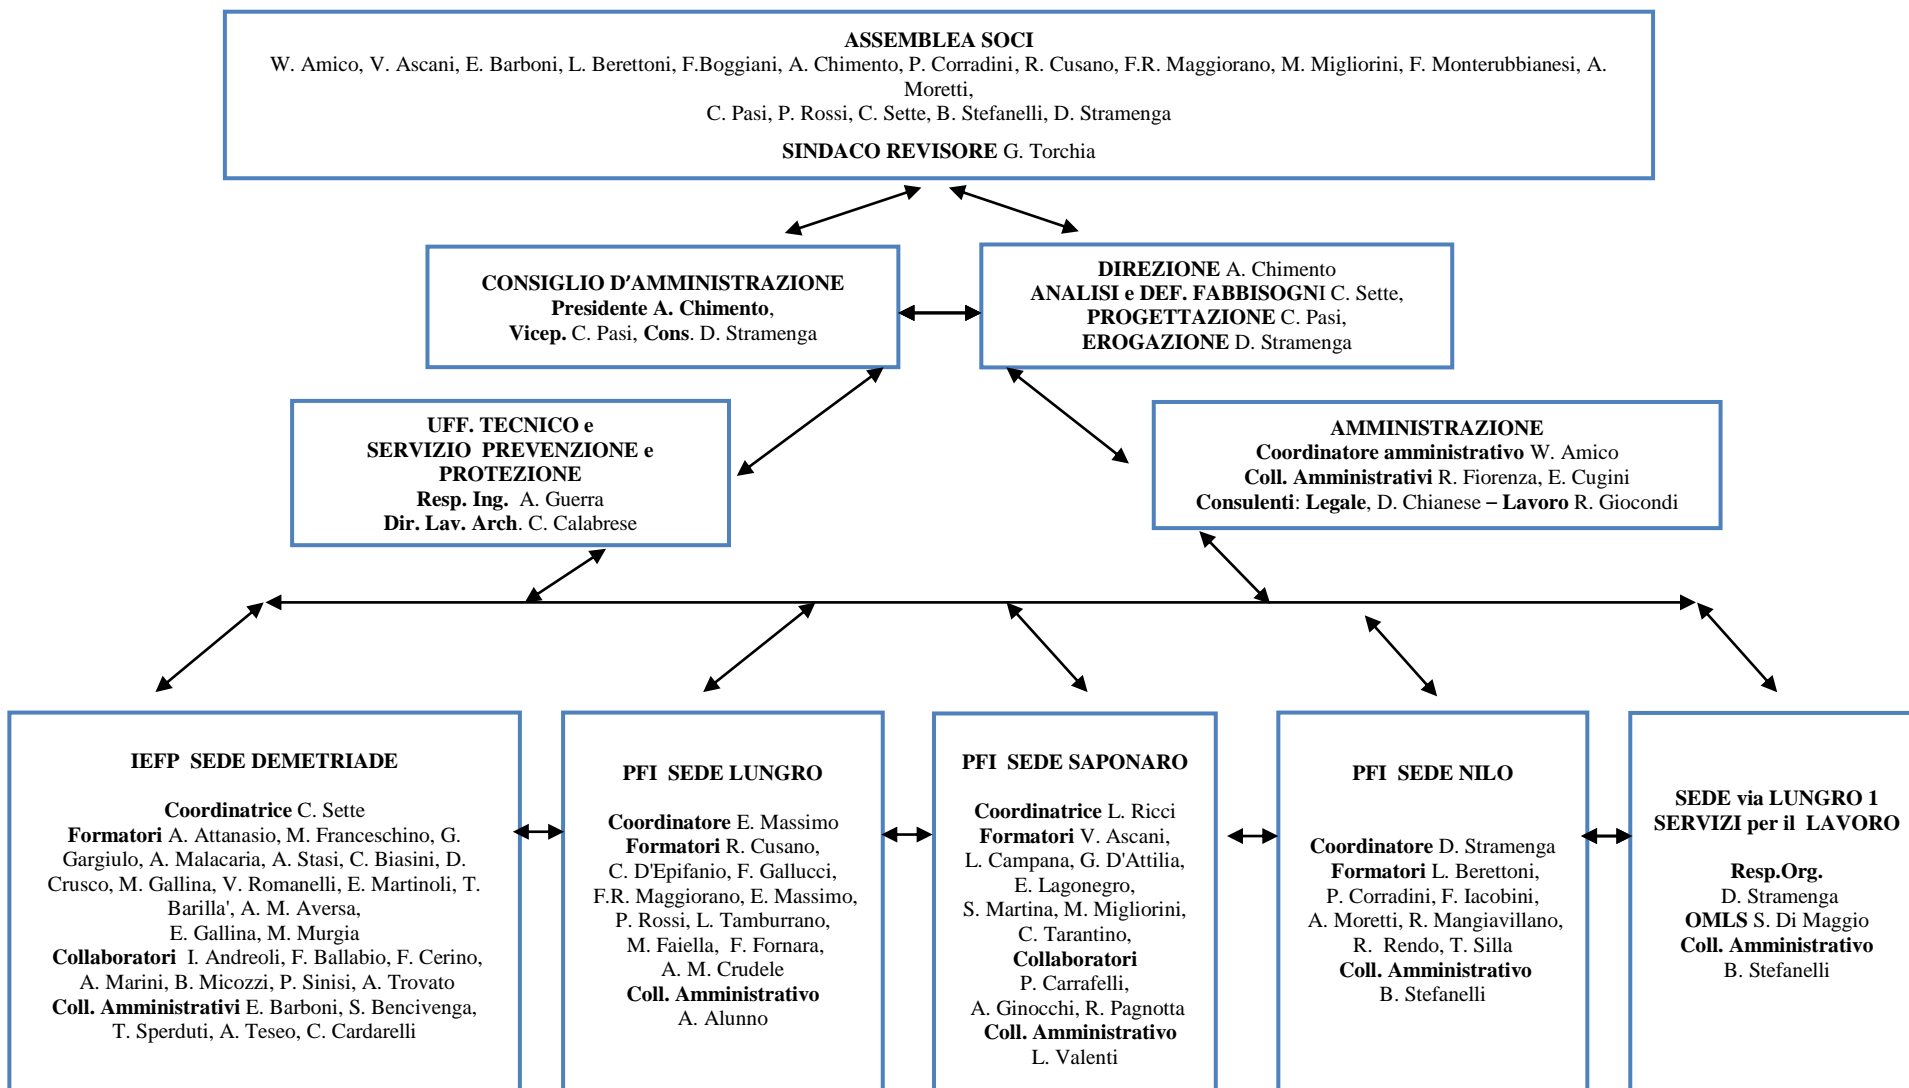 ASSEMBLEA SOCI
W. Amico, V. Ascani, E. Barboni, L. Berettoni, F.Boggiani, A. Chimento, P. Corradini, R. Cusano, F.R. Maggiorano, M. Migliorini, F. Monterubbianesi, A.
Moretti,
C. Pasi, P. Rossi, C. Sette, B. Stefanelli, D. Stramenga
SINDACO REVISORE G. Torchia
CONSIGLIO D'AMMINISTRAZIONE
Presidente A. Chimento,
Vicep. C. Pasi, Cons. D. Stramenga
DIREZIONE A. Chimento
ANALISI e DEF. FABBISOGNI C. Sette,
PROGETTAZIONE C. Pasi,
EROGAZIONE D. Stramenga
UFF. TECNICO e
SERVIZIO PREVENZIONE e
PROTEZIONE
Resp. Ing. A. Guerra
Dir. Lav. Arch. C. Calabrese
AMMINISTRAZIONE
Coordinatore amministrativo W. Amico
Coll. Amministrativi R. Fiorenza, E. Cugini
Consulenti: Legale, D. Chianese – Lavoro R. Giocondi
IEFP SEDE DEMETRIADE
Coordinatrice C. Sette
Formatori A. Attanasio, M. Franceschino, G.
Gargiulo, A. Malacaria, A. Stasi, C. Biasini, D.
Crusco, M. Gallina, V. Romanelli, E. Martinoli, T.
Barilla', A. M. Aversa,
E. Gallina, M. Murgia
Collaboratori I. Andreoli, F. Ballabio, F. Cerino,
A. Marini, B. Micozzi, P. Sinisi, A. Trovato
Coll. Amministrativi E. Barboni, S. Bencivenga,
T. Sperduti, A. Teseo, C. Cardarelli
PFI SEDE LUNGRO
Coordinatore E. Massimo
Formatori R. Cusano,
C. D'Epifanio, F. Gallucci,
F.R. Maggiorano, E. Massimo,
P. Rossi, L. Tamburrano,
M. Faiella, F. Fornara,
A. M. Crudele
Coll. Amministrativo
A. Alunno
PFI SEDE SAPONARO
Coordinatrice L. Ricci
Formatori V. Ascani,
L. Campana, G. D'Attilia,
E. Lagonegro,
S. Martina, M. Migliorini,
C. Tarantino,
Collaboratori
P. Carrafelli,
A. Ginocchi, R. Pagnotta
Coll. Amministrativo
L. Valenti
PFI SEDE NILO
Coordinatore D. Stramenga
Formatori L. Berettoni,
P. Corradini, F. Iacobini,
A. Moretti, R. Mangiavillano,
R. Rendo, T. Silla
Coll. Amministrativo
B. Stefanelli
SEDE via LUNGRO 1
SERVIZI per il LAVORO
Resp.Org.
D. Stramenga
OMLS S. Di Maggio
Coll. Amministrativo
B. Stefanelli